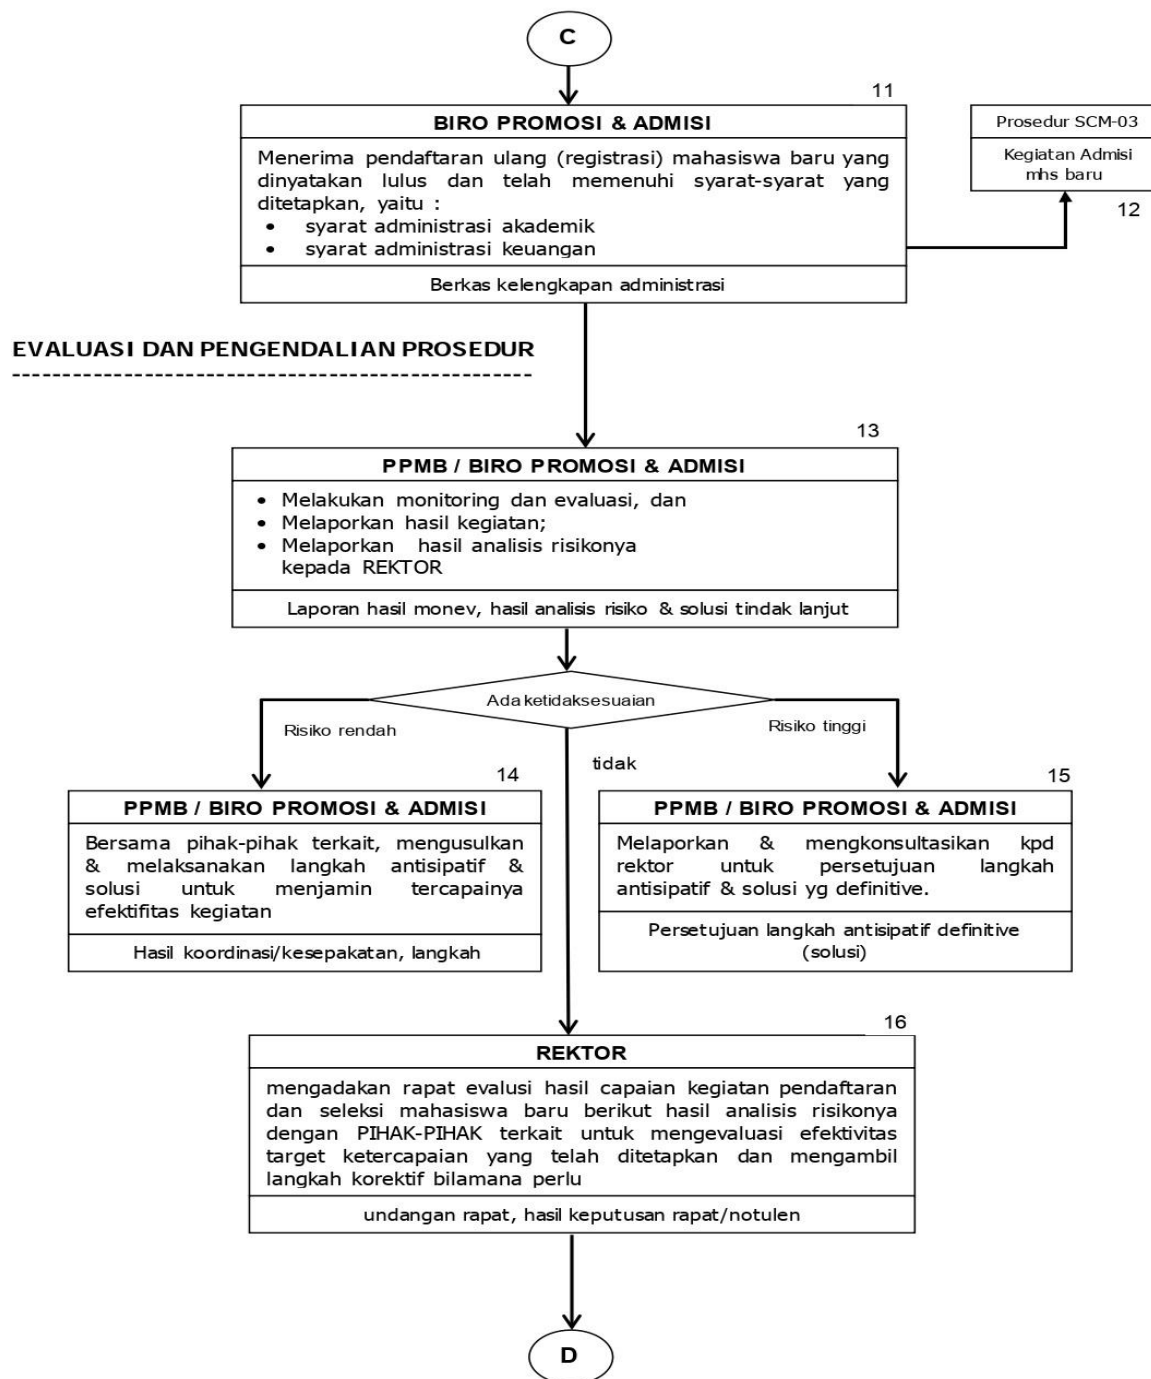 C
11
BIRO PROMOSI & ADMISI
Menerima pendaftaran ulang (registrasi) mahasiswa baru yang
dinyatakan lulus dan telah memenuhi syarat-syarat yang
ditetapkan, yaitu :
• syarat administrasi akademik
• syarat administrasi keuangan
Berkas kelengkapan administrasi
Prosedur SCM-03
Kegiatan Admisi
mhs baru
12
EVALUASI DAN PENGENDALIAN PROSEDUR
----------------------------------------------------
13
PPMB / BIRO PROMOSI & ADMISI
• Melakukan monitoring dan evaluasi, dan
• Melaporkan hasil kegiatan;
• Melaporkan hasil analisis risikonya
kepada REKTOR
Laporan hasil monev, hasil analisis risiko & solusi tindak lanjut
Ada ketidaksesuaian
Risiko rendah
tidak
Risiko tinggi
14
PPMB / BIRO PROMOSI & ADMISI
Bersama pihak-pihak terkait, mengusulkan
& melaksanakan langkah antisipatif &
solusi untuk menjamin tercapainya
efektifitas kegiatan
Hasil koordinasi/kesepakatan, langkah
15
PPMB / BIRO PROMOSI & ADMISI
Melaporkan & mengkonsultasikan kpd
rektor untuk persetujuan langkah
antisipatif & solusi yg definitive.
Persetujuan langkah antisipatif definitive
(solusi)
16
REKTOR
mengadakan rapat evalusi hasil capaian kegiatan pendaftaran
dan seleksi mahasiswa baru berikut hasil analisis risikonya
dengan PIHAK-PIHAK terkait untuk mengevaluasi efektivitas
target ketercapaian yang telah ditetapkan dan mengambil
langkah korektif bilamana perlu
undangan rapat, hasil keputusan rapat/notulen
D